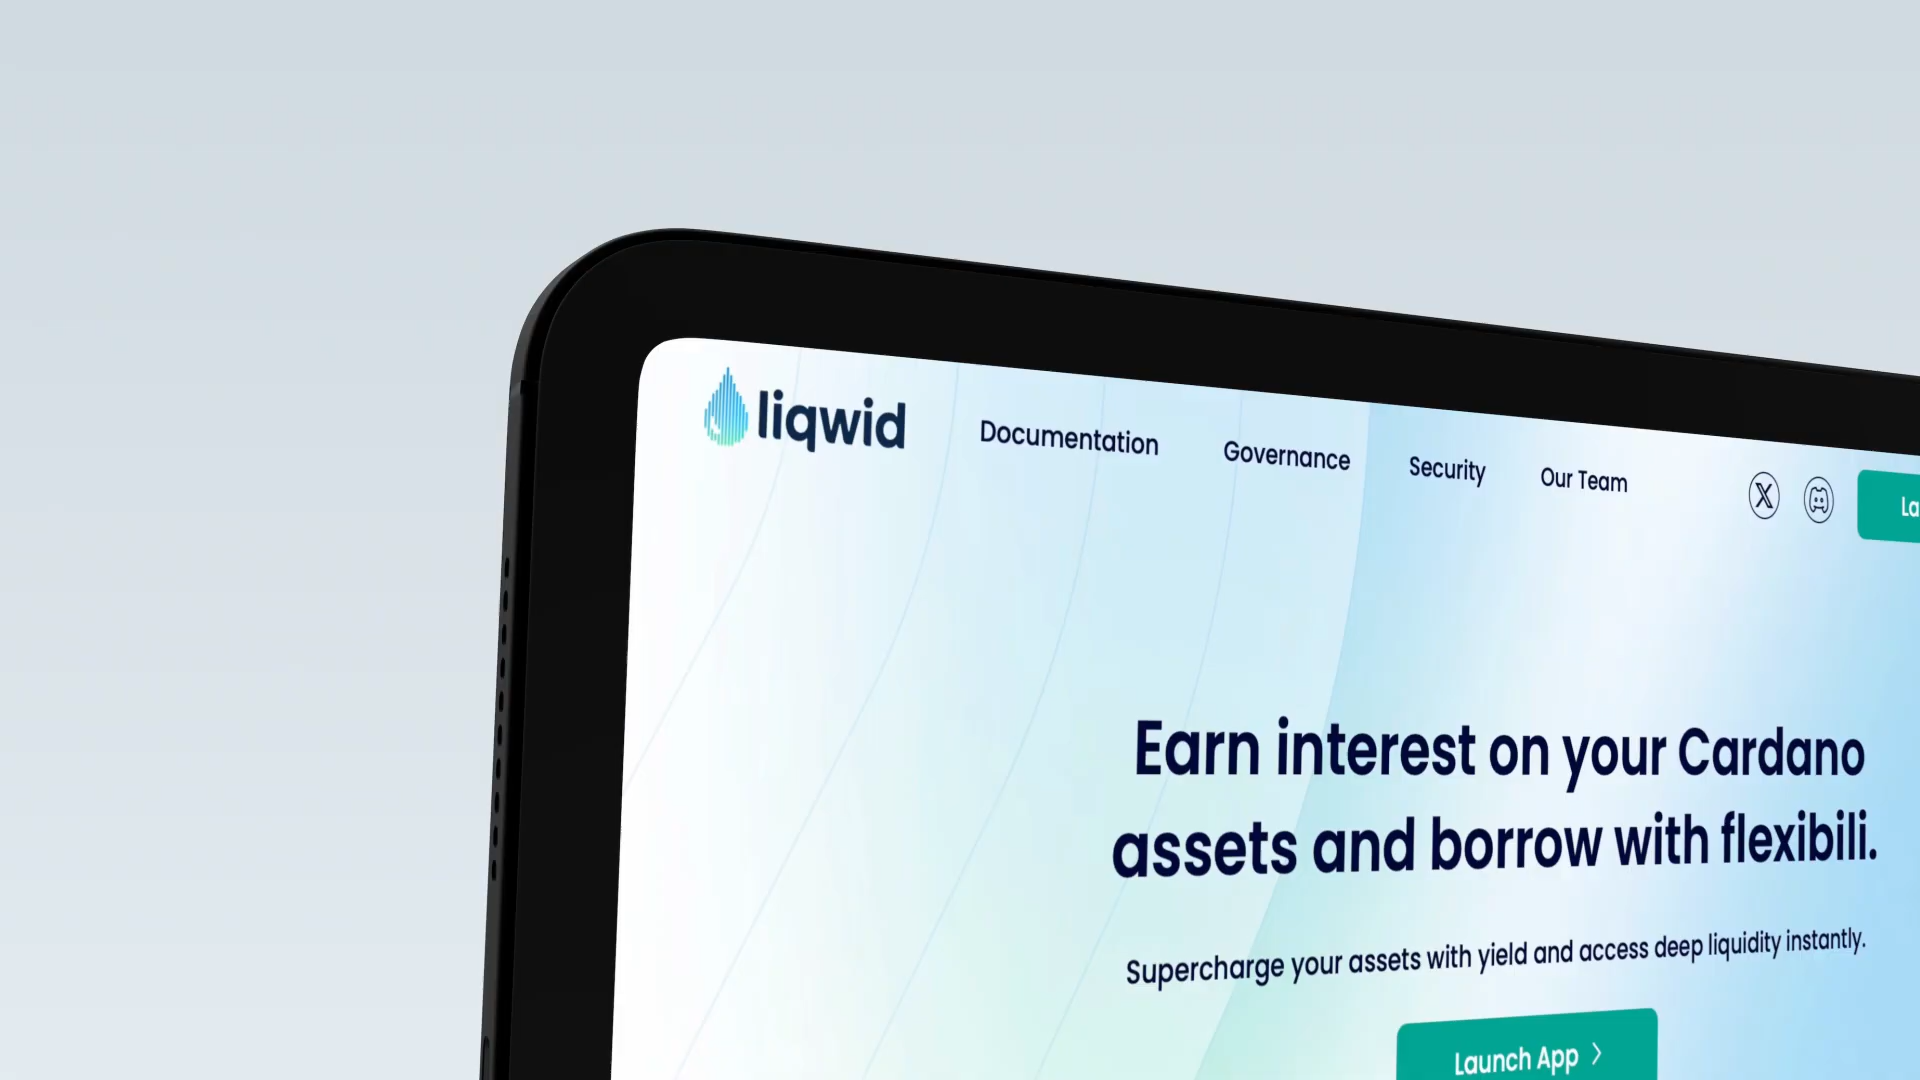 liqwid
Documentation
Governance
Security
Our Team
La
Earn interest on your Cardano
assets and borrow with flexibili.
Supercharge your assets with yield and access deep liquidity instantly.
Launch App